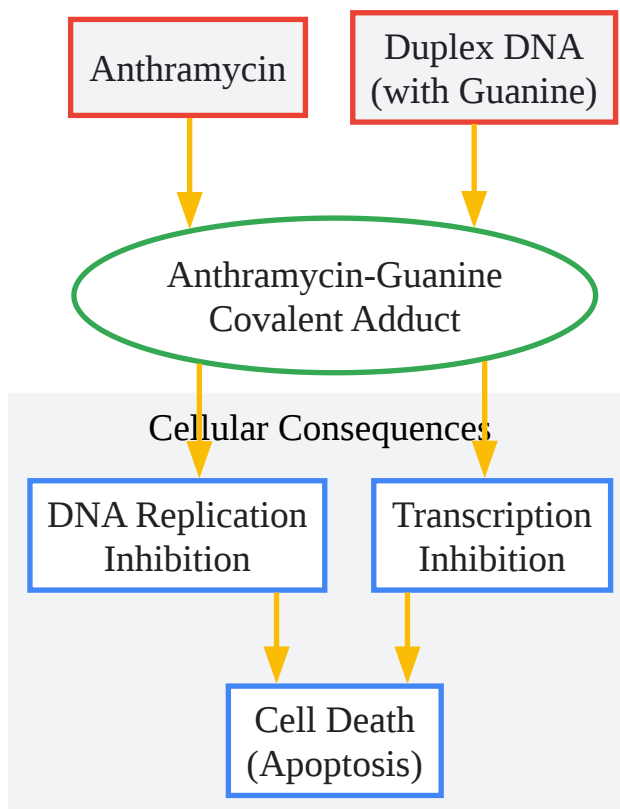 Anthramycin
Duplex DNA
(with Guanine)
Anthramycin-Guanine
Covalent Adduct
Cellular Consequences
DNA Replication
Inhibition
Transcription
Inhibition
Cell Death
(Apoptosis)